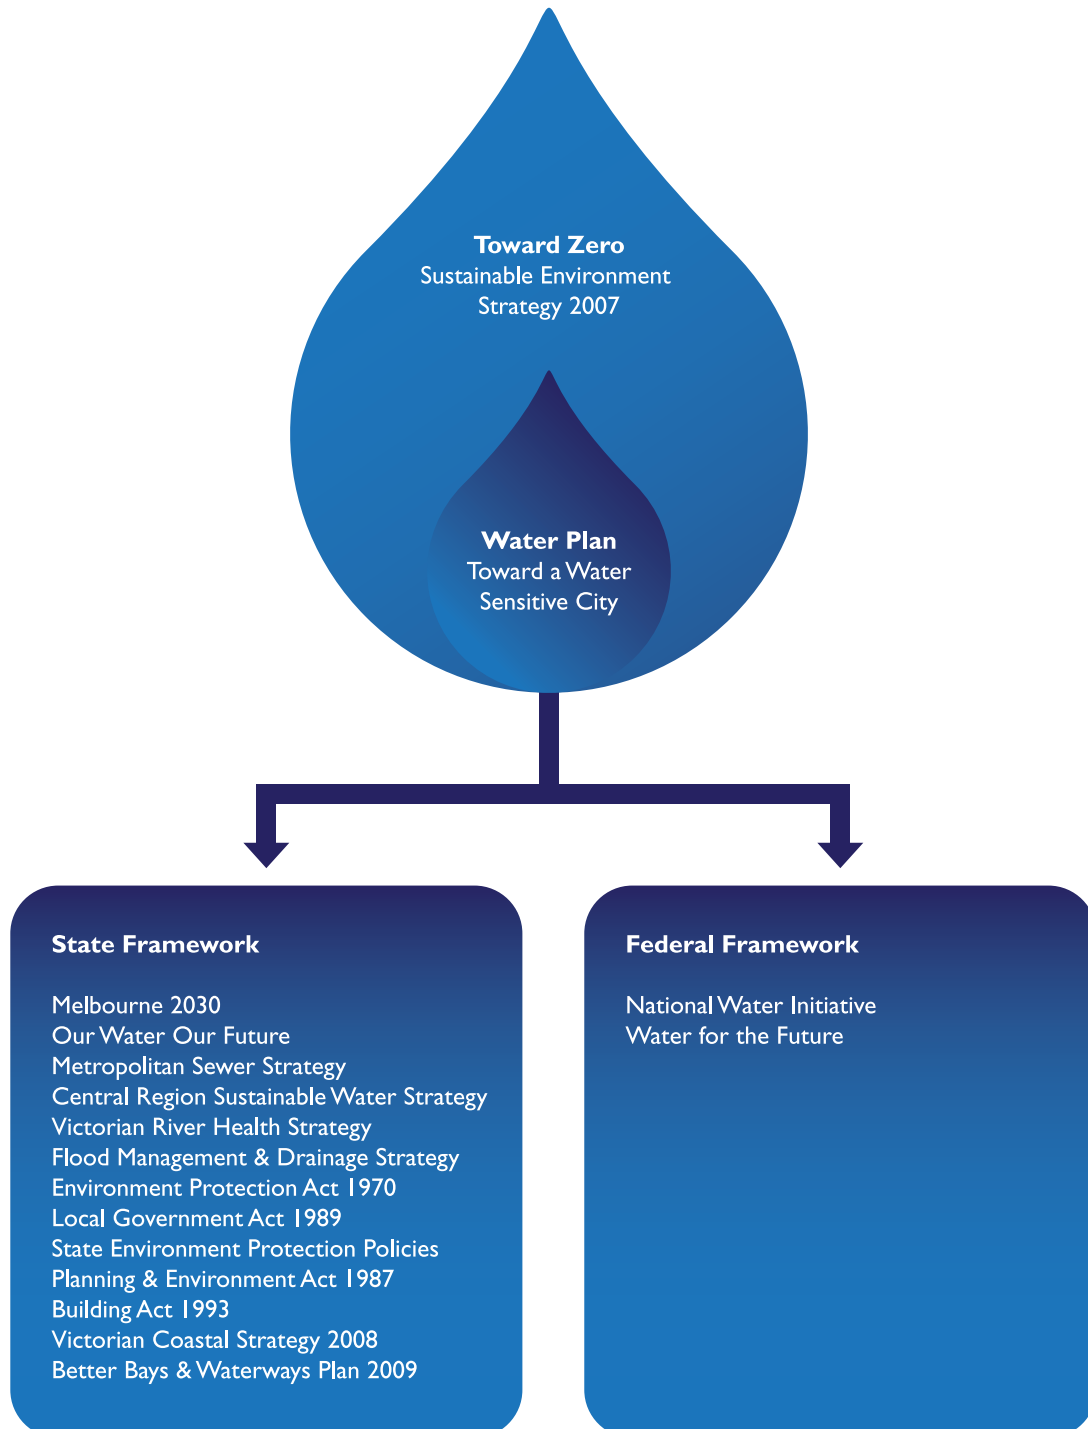 Toward Zero
Sustainable Environment
Strategy 2007
Water Plan
Toward a Water
Sensitive City
State Framework
Melbourne 2030
Our Water Our Future
Metropolitan Sewer Strategy
Central Region Sustainable Water Strategy
Victorian River Health Strategy
Flood Management & Drainage Strategy
Environment Protection Act 1970
Local Government Act 1989
State Environment Protection Policies
Planning & Environment Act 1987
Building Act 1993
Victorian Coastal Strategy 2008
Better Bays & Waterways Plan 2009
Federal Framework
National Water Initiative
Water for the Future